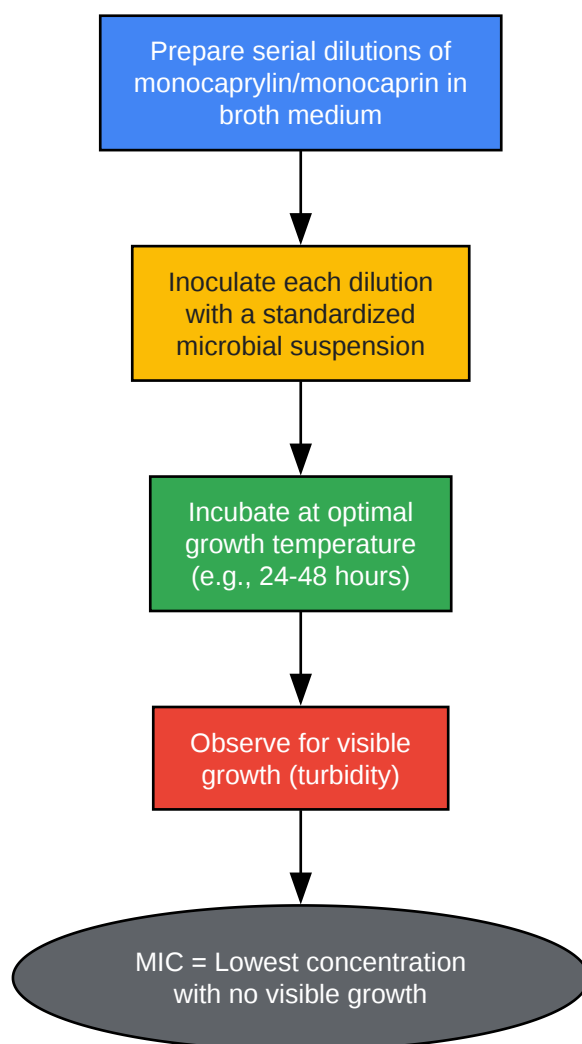 Prepare serial dilutions of
monocaprylin/monocaprin in
broth medium
Inoculate each dilution
with a standardized
microbial suspension
Incubate at optimal
growth temperature
(e.g., 24-48 hours)
Observe for visible
growth (turbidity)
MIC = Lowest concentration
with no visible growth